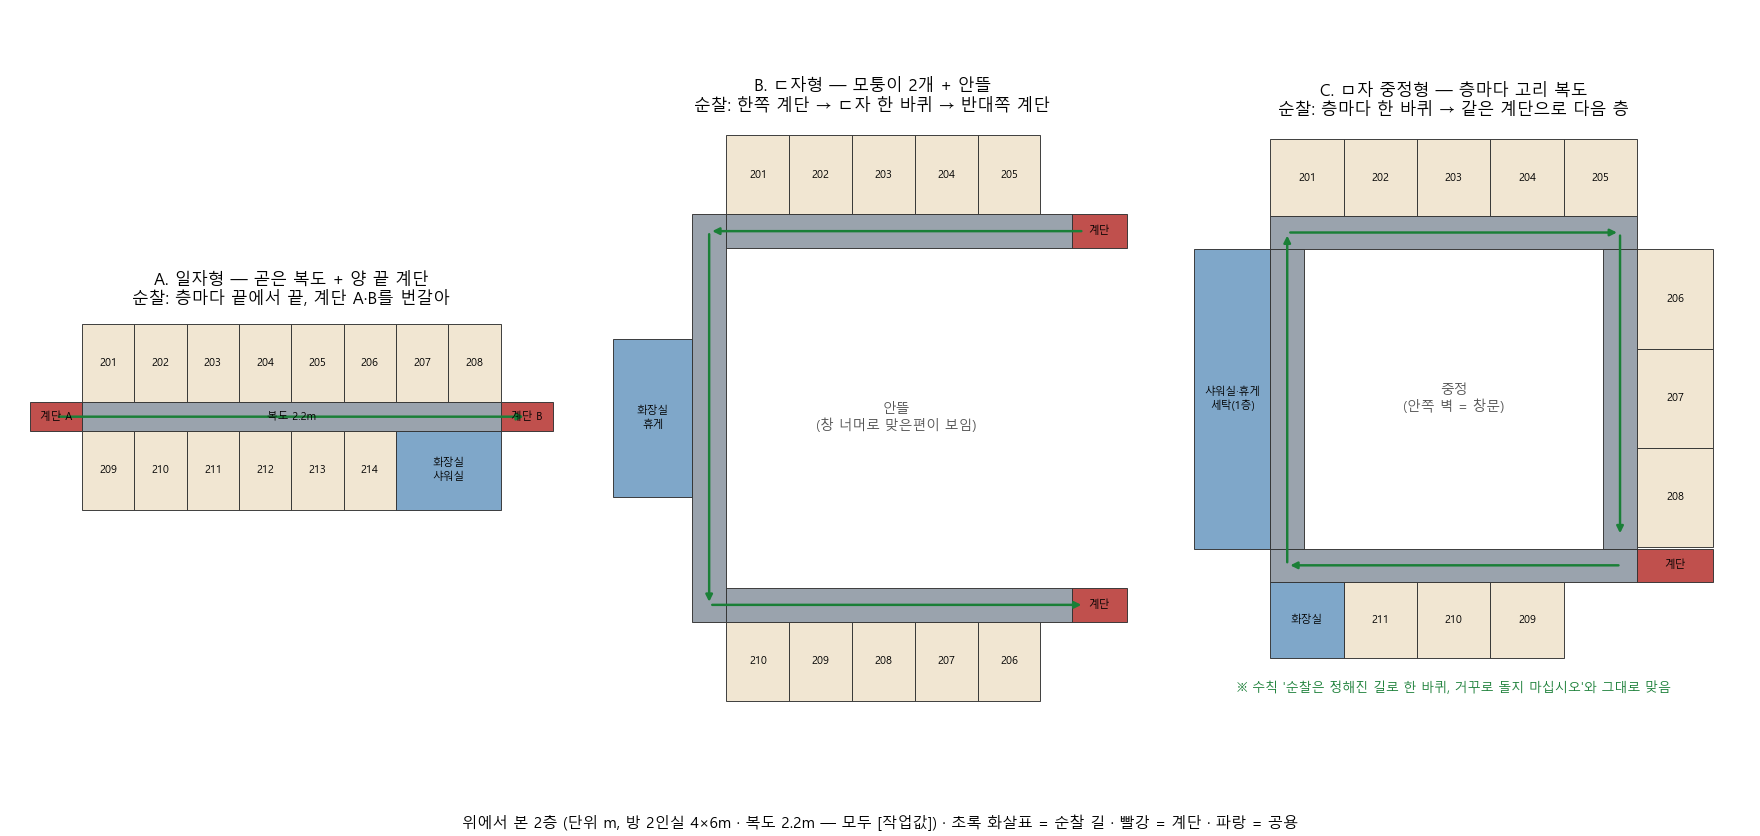 A. 일자형 — 곧은 복도 + 양 끝 계단
순찰: 층마다 끝에서 끝, 계단 A·B를 번갈아
201
202
203
204
205
206
207
208
계단 A
복도 2.2m
계단 B
209
210
211
212
213
214
화장실
샤워실
B. ㄷ자형 — 모퉁이 2개 + 안뜰
순찰: 한쪽 계단 → ㄷ자 한 바퀴 → 반대쪽 계단
201
202
203
204
205
계단
화장실
휴게
안뜰
(창 너머로 맞은편이 보임)
계단
210
209
208
207
206
C. ㅁ자 중정형 — 층마다 고리 복도
순찰: 층마다 한 바퀴 → 같은 계단으로 다음 층
201
202
203
204
205
206
샤워실·휴게
세탁(1층)
중정
(안쪽 벽 = 창문)
207
208
계단
화장실
211
210
209
※ 수칙 '순찰은 정해진 길로 한 바퀴, 거꾸로 돌지 마십시오'와 그대로 맞음
위에서 본 2층 (단위 m, 방 2인실 4×6m · 복도 2.2m — 모두 [작업값]) · 초록 화살표 = 순찰 길 · 빨강 = 계단 · 파랑 = 공용